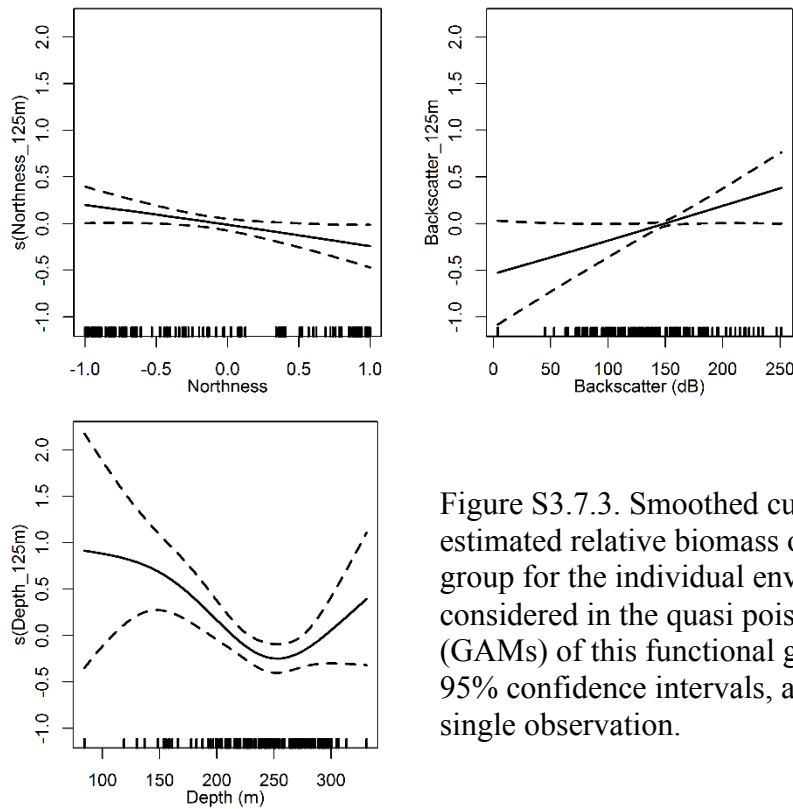 2.0
1.5
1.0
0.5
0.0
-0.5
-1.0
s(Northness_125m)
-1.0 -0.5 0.0 0.5 1.0
Northness
2.0
1.5
1.0
0.5
0.0
-0.5
-1.0
Backscatter_125m
0 50 100 150 200 250
Backscatter (dB)
2.0
1.5
1.0
0.5
0.0
-0.5
-1.0
s(Depth_125m)
100 150 200 250 300
Depth (m)
Figure S3.7.3. Smoothed cu
estimated relative biomass o
group for the individual env
considered in the quasi pois
(GAMs) of this functional g
95% confidence intervals, a
single observation.